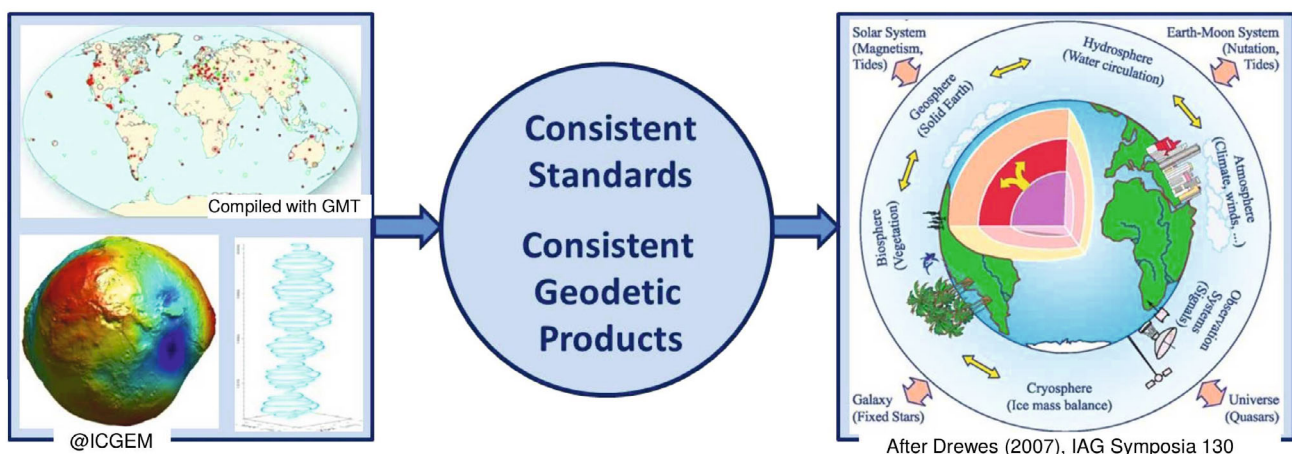 Compiled with GMT
@ICGEM
Consistent
Standards
Consistent
Geodetic
Products
Solar System
(Magnetism,
Tides)
Earth-Moon System
(Nutation,
Tides)
Hydrosphere
(Water circulation)
Geosphere
(Solid Earth)
Atmosphere
(Climate, winds, ...)
Biosphere
(Vegetation)
Observation
Systems
(Signals)
Cryosphere
(Ice mass balance)
Galaxy
(Fixed Stars)
Universe
(Quasars)
After Drewes (2007), IAG Symposia 130